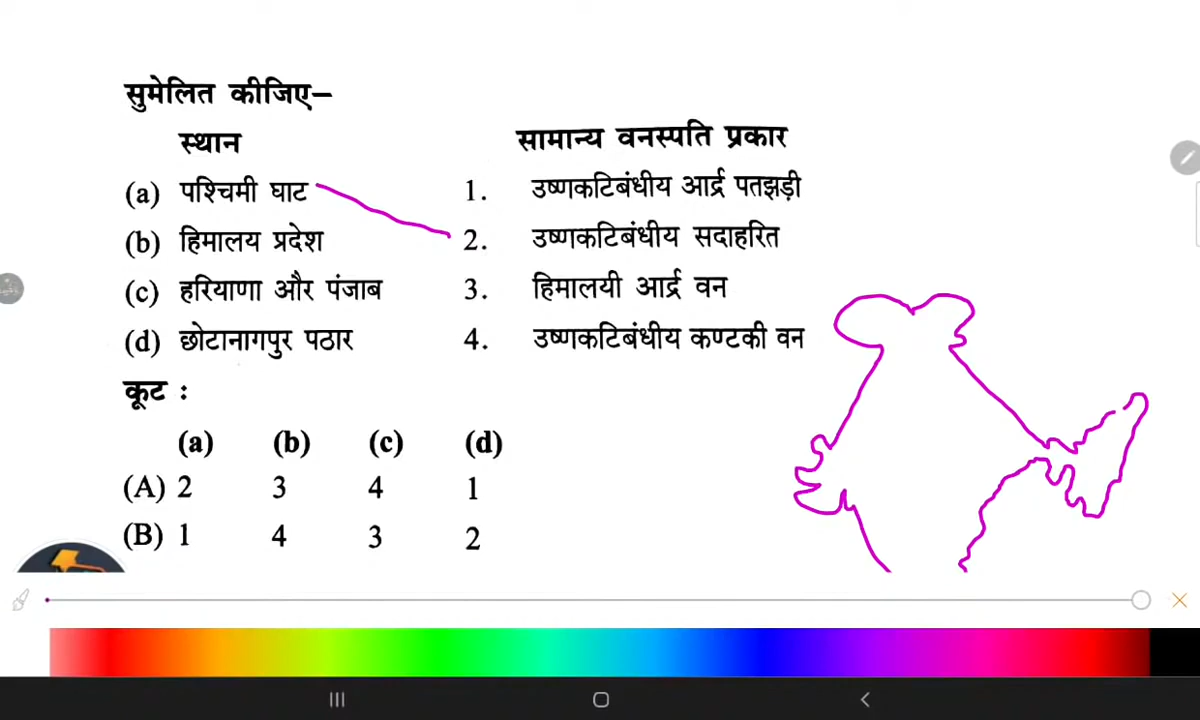 सुमेलित कीजिए–
स्थान सामान्य वनस्पति प्रकार
(a) पश्चिमी घाट 1. उष्णकटिबंधीय आर्द्र पतझड़ी
(b) हिमालय प्रदेश 2. उष्णकटिबंधीय सदाहरित
(c) हरियाणा और पंजाब 3. हिमालयी आर्द्र वन
(d) छोटानागपुर पठार 4. उष्णकटिबंधीय कण्टकी वन
कूट :
(a) (b) (c) (d)
(A) 2 3 4 1
(B) 1 4 3 2